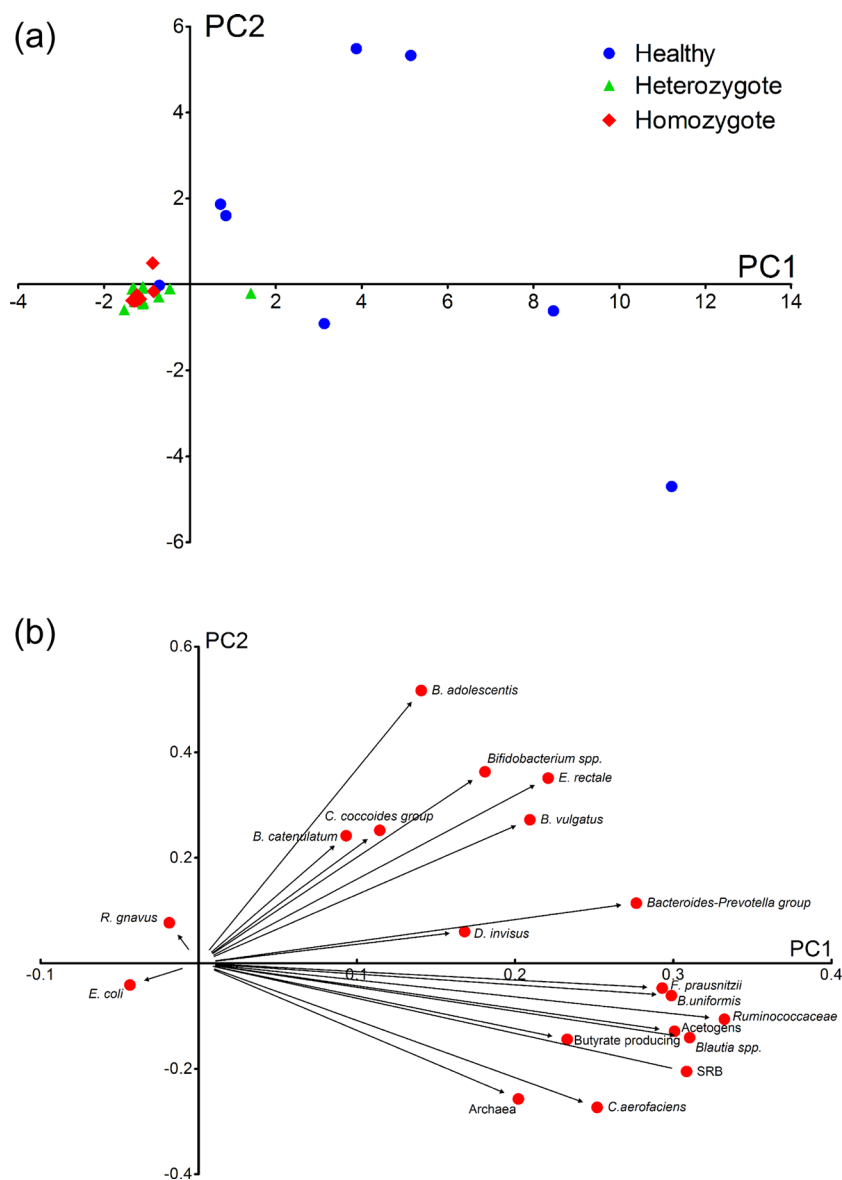 (a)
PC2
6
Healthy
Heterozygote
Homozygote
4
2
PC1
-4
-2
2
4
6
8
10
12
14
-2
-4
-6
(b)
PC2
0.6
B. adolescentis
0.4
Bifidobacterium spp.
E. rectale
C. coccoides group
B. vulgatus
B. catenulatum
0.2
R. gnavus
Bacteroides-Prevotella group
D. invisus
PC1
-0.1
0.1
0.2
0.3
0.4
E. coli
F. prausnitzii
B.uniformis
Ruminococcaceae
Acetogens
Butyrate producing
Blautia spp.
SRB
-0.2
Archaea
C.aerofaciens
-0.4